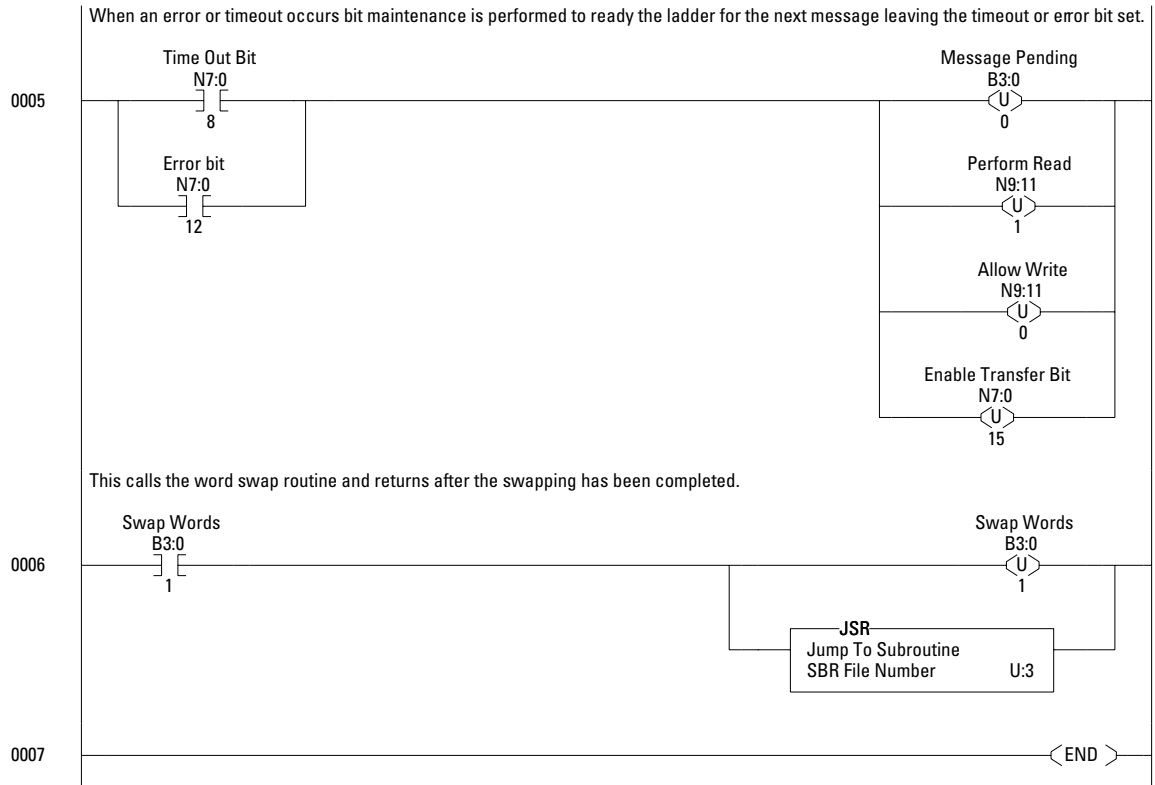 When an error or timeout occurs bit maintenance is performed to ready the ladder for the next message leaving the timeout or error bit set.
Time Out Bit
N7:0
8
Message Pending
B3:0
U
0
0005
Error bit
N7:0
12
Perform Read
N9:11
U
1
Allow Write
N9:11
U
0
Enable Transfer Bit
N7:0
U
15
This calls the word swap routine and returns after the swapping has been completed.
Swap Words
B3:0
1
Swap Words
B3:0
U
1
0006
JSR
Jump To Subroutine
SBR File Number U:3
0007
END